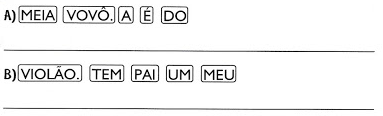 A) MEIA VOVÔ. A É DO
B) VIOLÃO. TEM PAI UM MEU